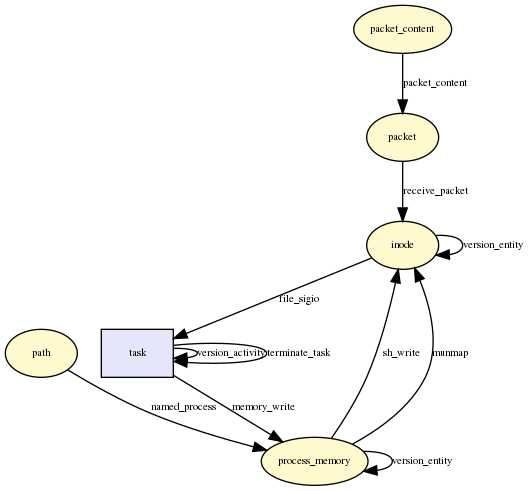 packet_content
packet_content
packet
receive_packet
inode
version_entity
file_sigio
path
task
version_activity
terminate_task
sh_write
munmap
named_process
memory_write
process_memory
version_entity